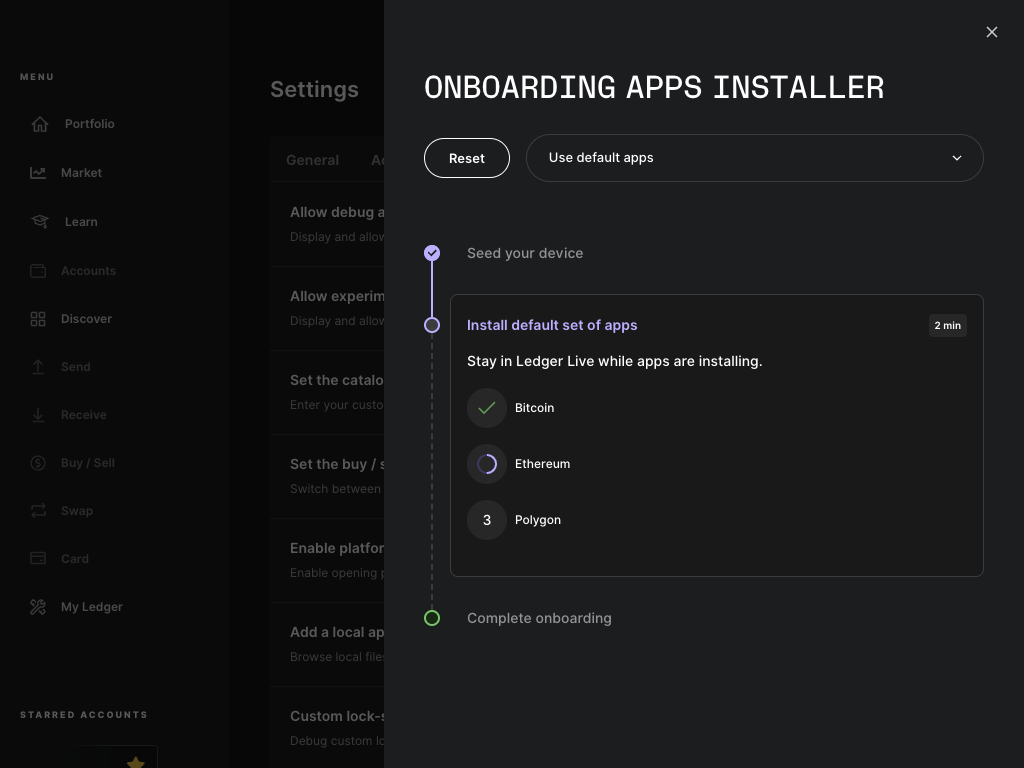 MENU
Portfolio
Market
Learn
Accounts
Discover
Send
Receive
Buy / Sell
Swap
Card
My Ledger
STARRED ACCOUNTS
Settings
General
Allow debug a
Display and allow
Allow experim
Display and allow
Set the catalo
Enter your custo
Set the buy / s
Switch between
Enable platfor
Enable opening p
Add a local ap
Browse local files
Custom lock-s
Debug custom lo
ONBOARDING APPS INSTALLER
Reset
Use default apps
Seed your device
Install default set of apps
2 min
Stay in Ledger Live while apps are installing.
Bitcoin
Ethereum
3
Polygon
Complete onboarding